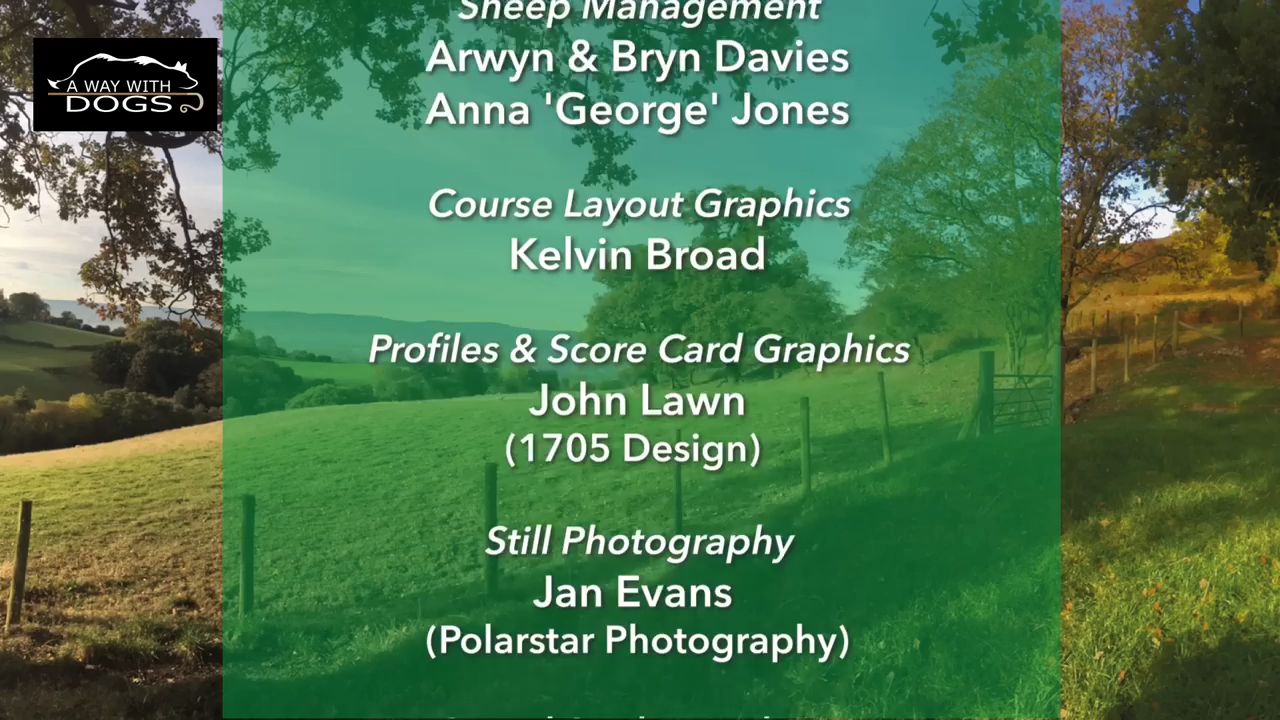 A WAY WITH
DOGS
Sheep Management
Arwyn & Bryn Davies
Anna 'George' Jones
Course Layout Graphics
Kelvin Broad
Profiles & Score Card Graphics
John Lawn
(1705 Design)
Still Photography
Jan Evans
(Polarstar Photography)